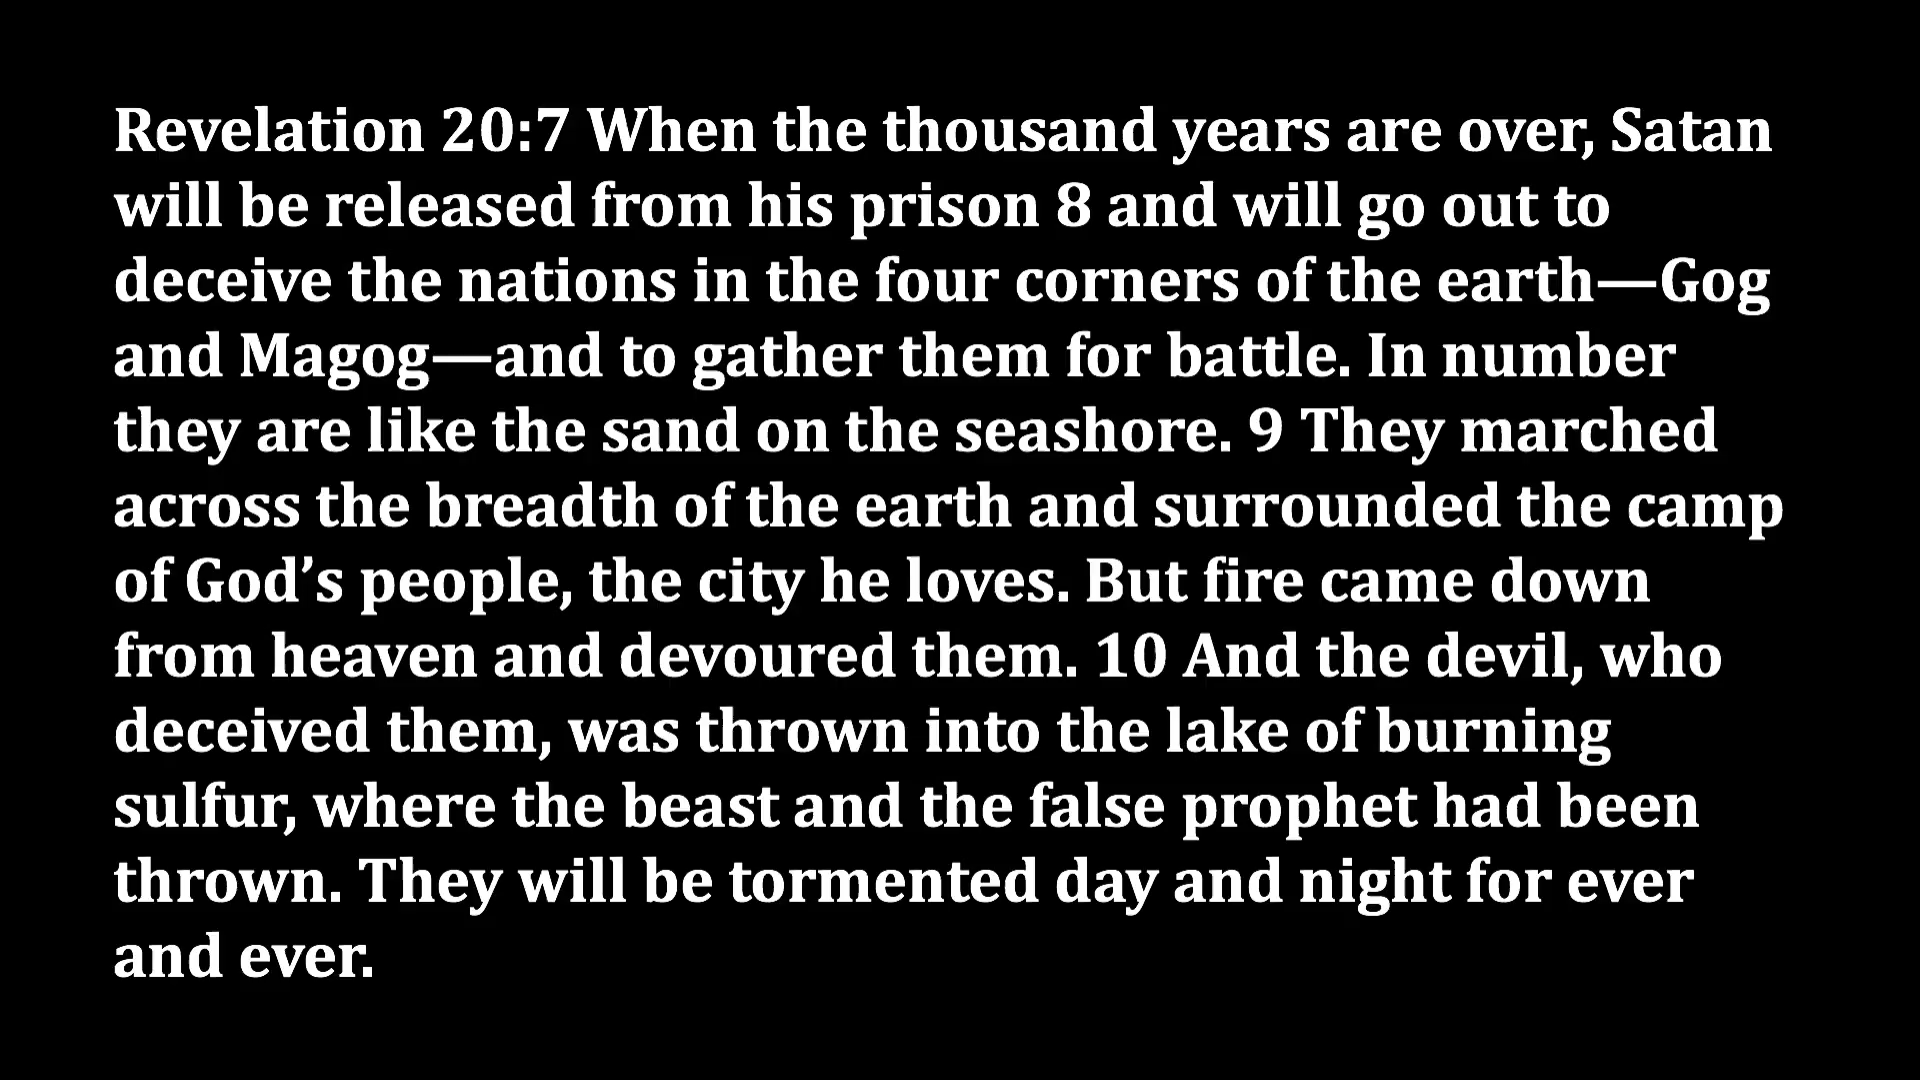 Revelation 20:7 When the thousand years are over, Satan
will be released from his prison 8 and will go out to
deceive the nations in the four corners of the earth—Gog
and Magog—and to gather them for battle. In number
they are like the sand on the seashore. 9 They marched
across the breadth of the earth and surrounded the camp
of God’s people, the city he loves. But fire came down
from heaven and devoured them. 10 And the devil, who
deceived them, was thrown into the lake of burning
sulfur, where the beast and the false prophet had been
thrown. They will be tormented day and night for ever
and ever.